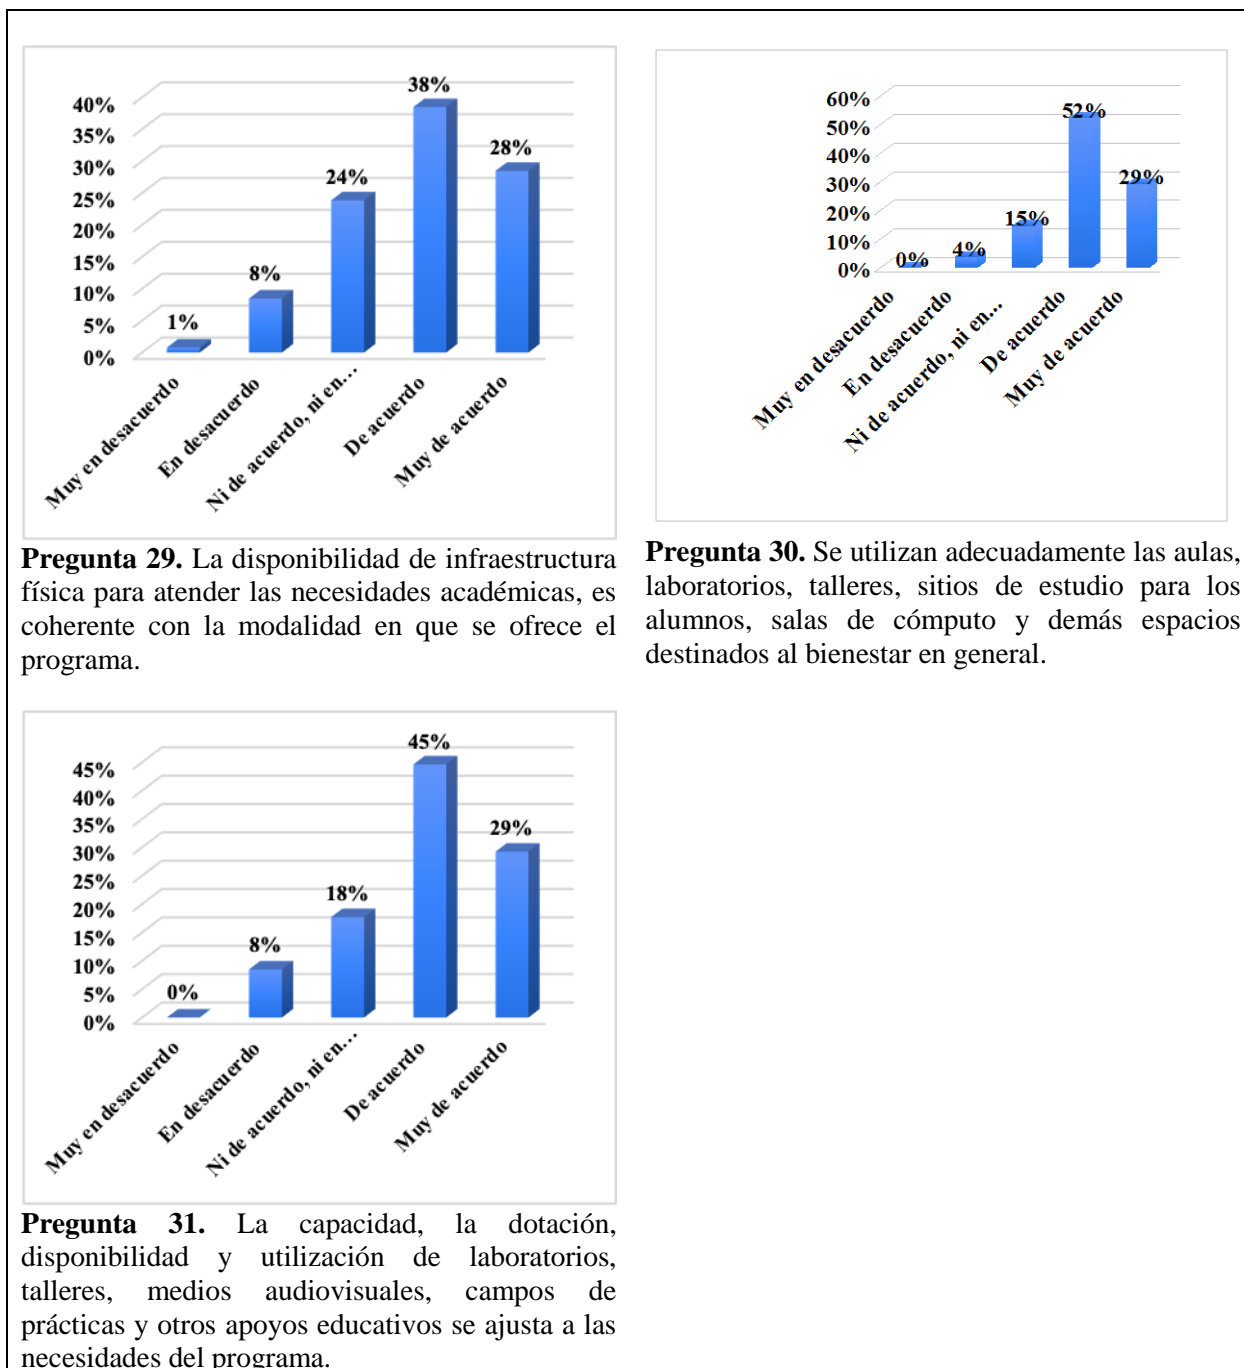 40%
35%
30%
25%
20%
15%
10%
5%
0%
1%
8%
24%
38%
28%
Muy en desacuerdo
En desacuerdo
Ni de acuerdo, ni en…
De acuerdo
Muy de acuerdo
Pregunta 29. La disponibilidad de infraestructura
física para atender las necesidades académicas, es
coherente con la modalidad en que se ofrece el
programa.
60%
50%
40%
30%
20%
10%
0%
0%
4%
15%
52%
29%
Muy en desacuerdo
En desacuerdo
Ni de acuerdo, ni en…
De acuerdo
Muy de acuerdo
Pregunta 30. Se utilizan adecuadamente las aulas,
laboratorios, talleres, sitios de estudio para los
alumnos, salas de cómputo y demás espacios
destinados al bienestar en general.
45%
40%
35%
30%
25%
20%
15%
10%
5%
0%
0%
8%
18%
45%
29%
Muy en desacuerdo
En desacuerdo
Ni de acuerdo, ni en…
De acuerdo
Muy de acuerdo
Pregunta 31. La capacidad, la dotación,
disponibilidad y utilización de laboratorios,
talleres, medios audiovisuales, campos de
prácticas y otros apoyos educativos se ajusta a las
necesidades del programa.